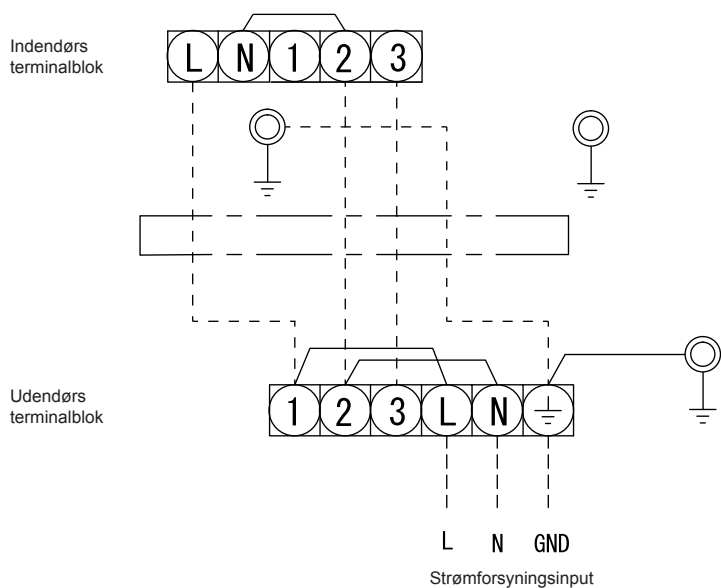 Indendørs
terminalblok
L N 1 2 3
Udendørs
terminalblok
1 2 3 L N
L N GND
Strømforsyningsinput